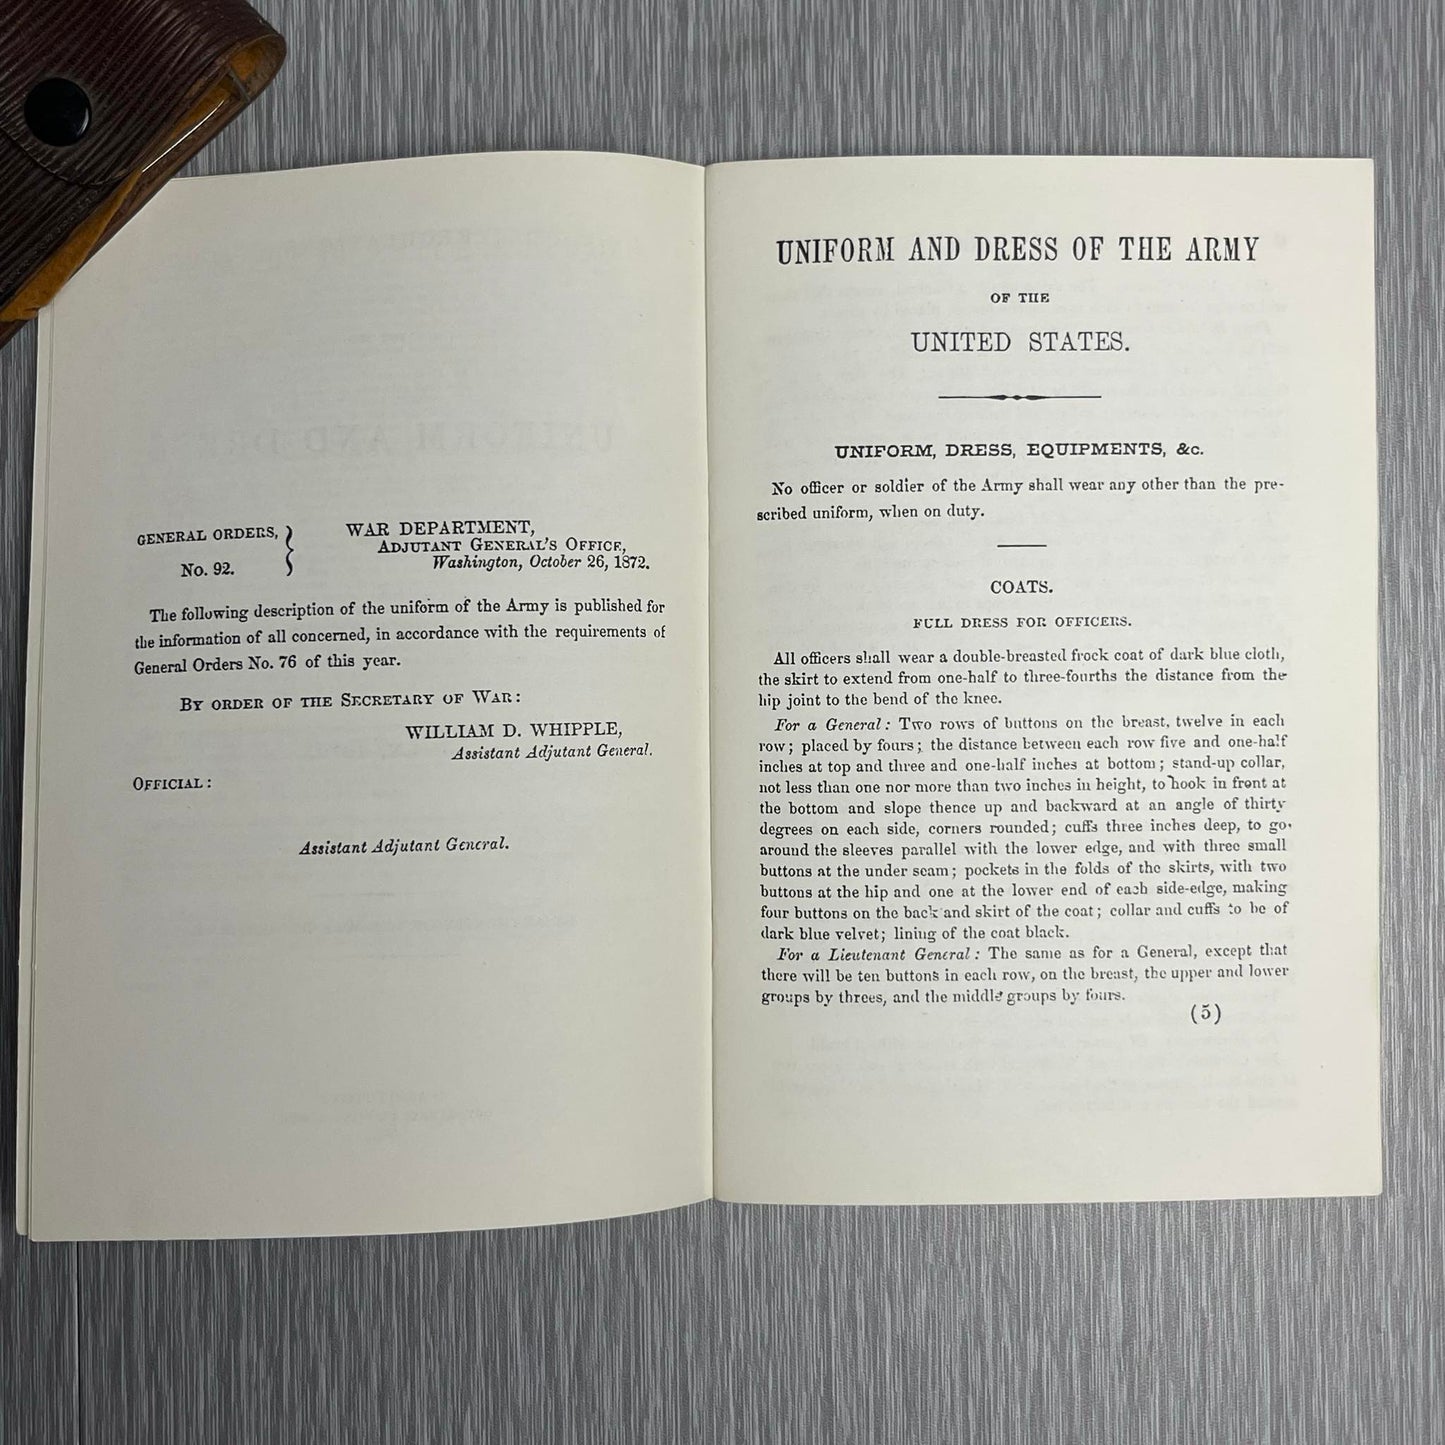 GENERAL ORDERS,
No. 92.
WAR DEPARTMENT,
ADJUTANT GENERAL'S OFFICE,
Washington, October 26, 1872.
The following description of the uniform of the Army is published for
the information of all concerned, in accordance with the requirements of
General Orders No. 76 of this year.
BY ORDER OF THE SECRETARY OF WAR:
WILLIAM D. WHIPPLE,
Assistant Adjutant General.
OFFICIAL:
Assistant Adjutant General.
UNIFORM AND DRESS OF THE ARMY
OF THE
UNITED STATES.
UNIFORM, DRESS, EQUIPMENTS, &c.
No officer or soldier of the Army shall wear any other than the pre-
scribed uniform, when on duty.
COATS.
FULL DRESS FOR OFFICERS.
All officers shall wear a double-breasted frock coat of dark blue cloth,
the skirt to extend from one-half to three-fourths the distance from the
hip joint to the bend of the knee.
For a General: Two rows of buttons on the breast, twelve in each
row; placed by fours; the distance between each row five and one-half
inches at top and three and one-half inches at bottom; stand-up collar,
not less than one nor more than two inches in height, to hook in front at
the bottom and slope thence up and backward at an angle of thirty
degrees on each side, corners rounded; cuffs three inches deep, to go
around the sleeves parallel with the lower edge, and with three small
buttons at the under seam; pockets in the folds of the skirts, with two
buttons at the hip and one at the lower end of each side-edge, making
four buttons on the back and skirt of the coat; collar and cuffs to be of
dark blue velvet; lining of the coat black.
For a Lieutenant General: The same as for a General, except that
there will be ten buttons in each row, on the breast, the upper and lower
groups by threes, and the middle groups by fours.
(5)